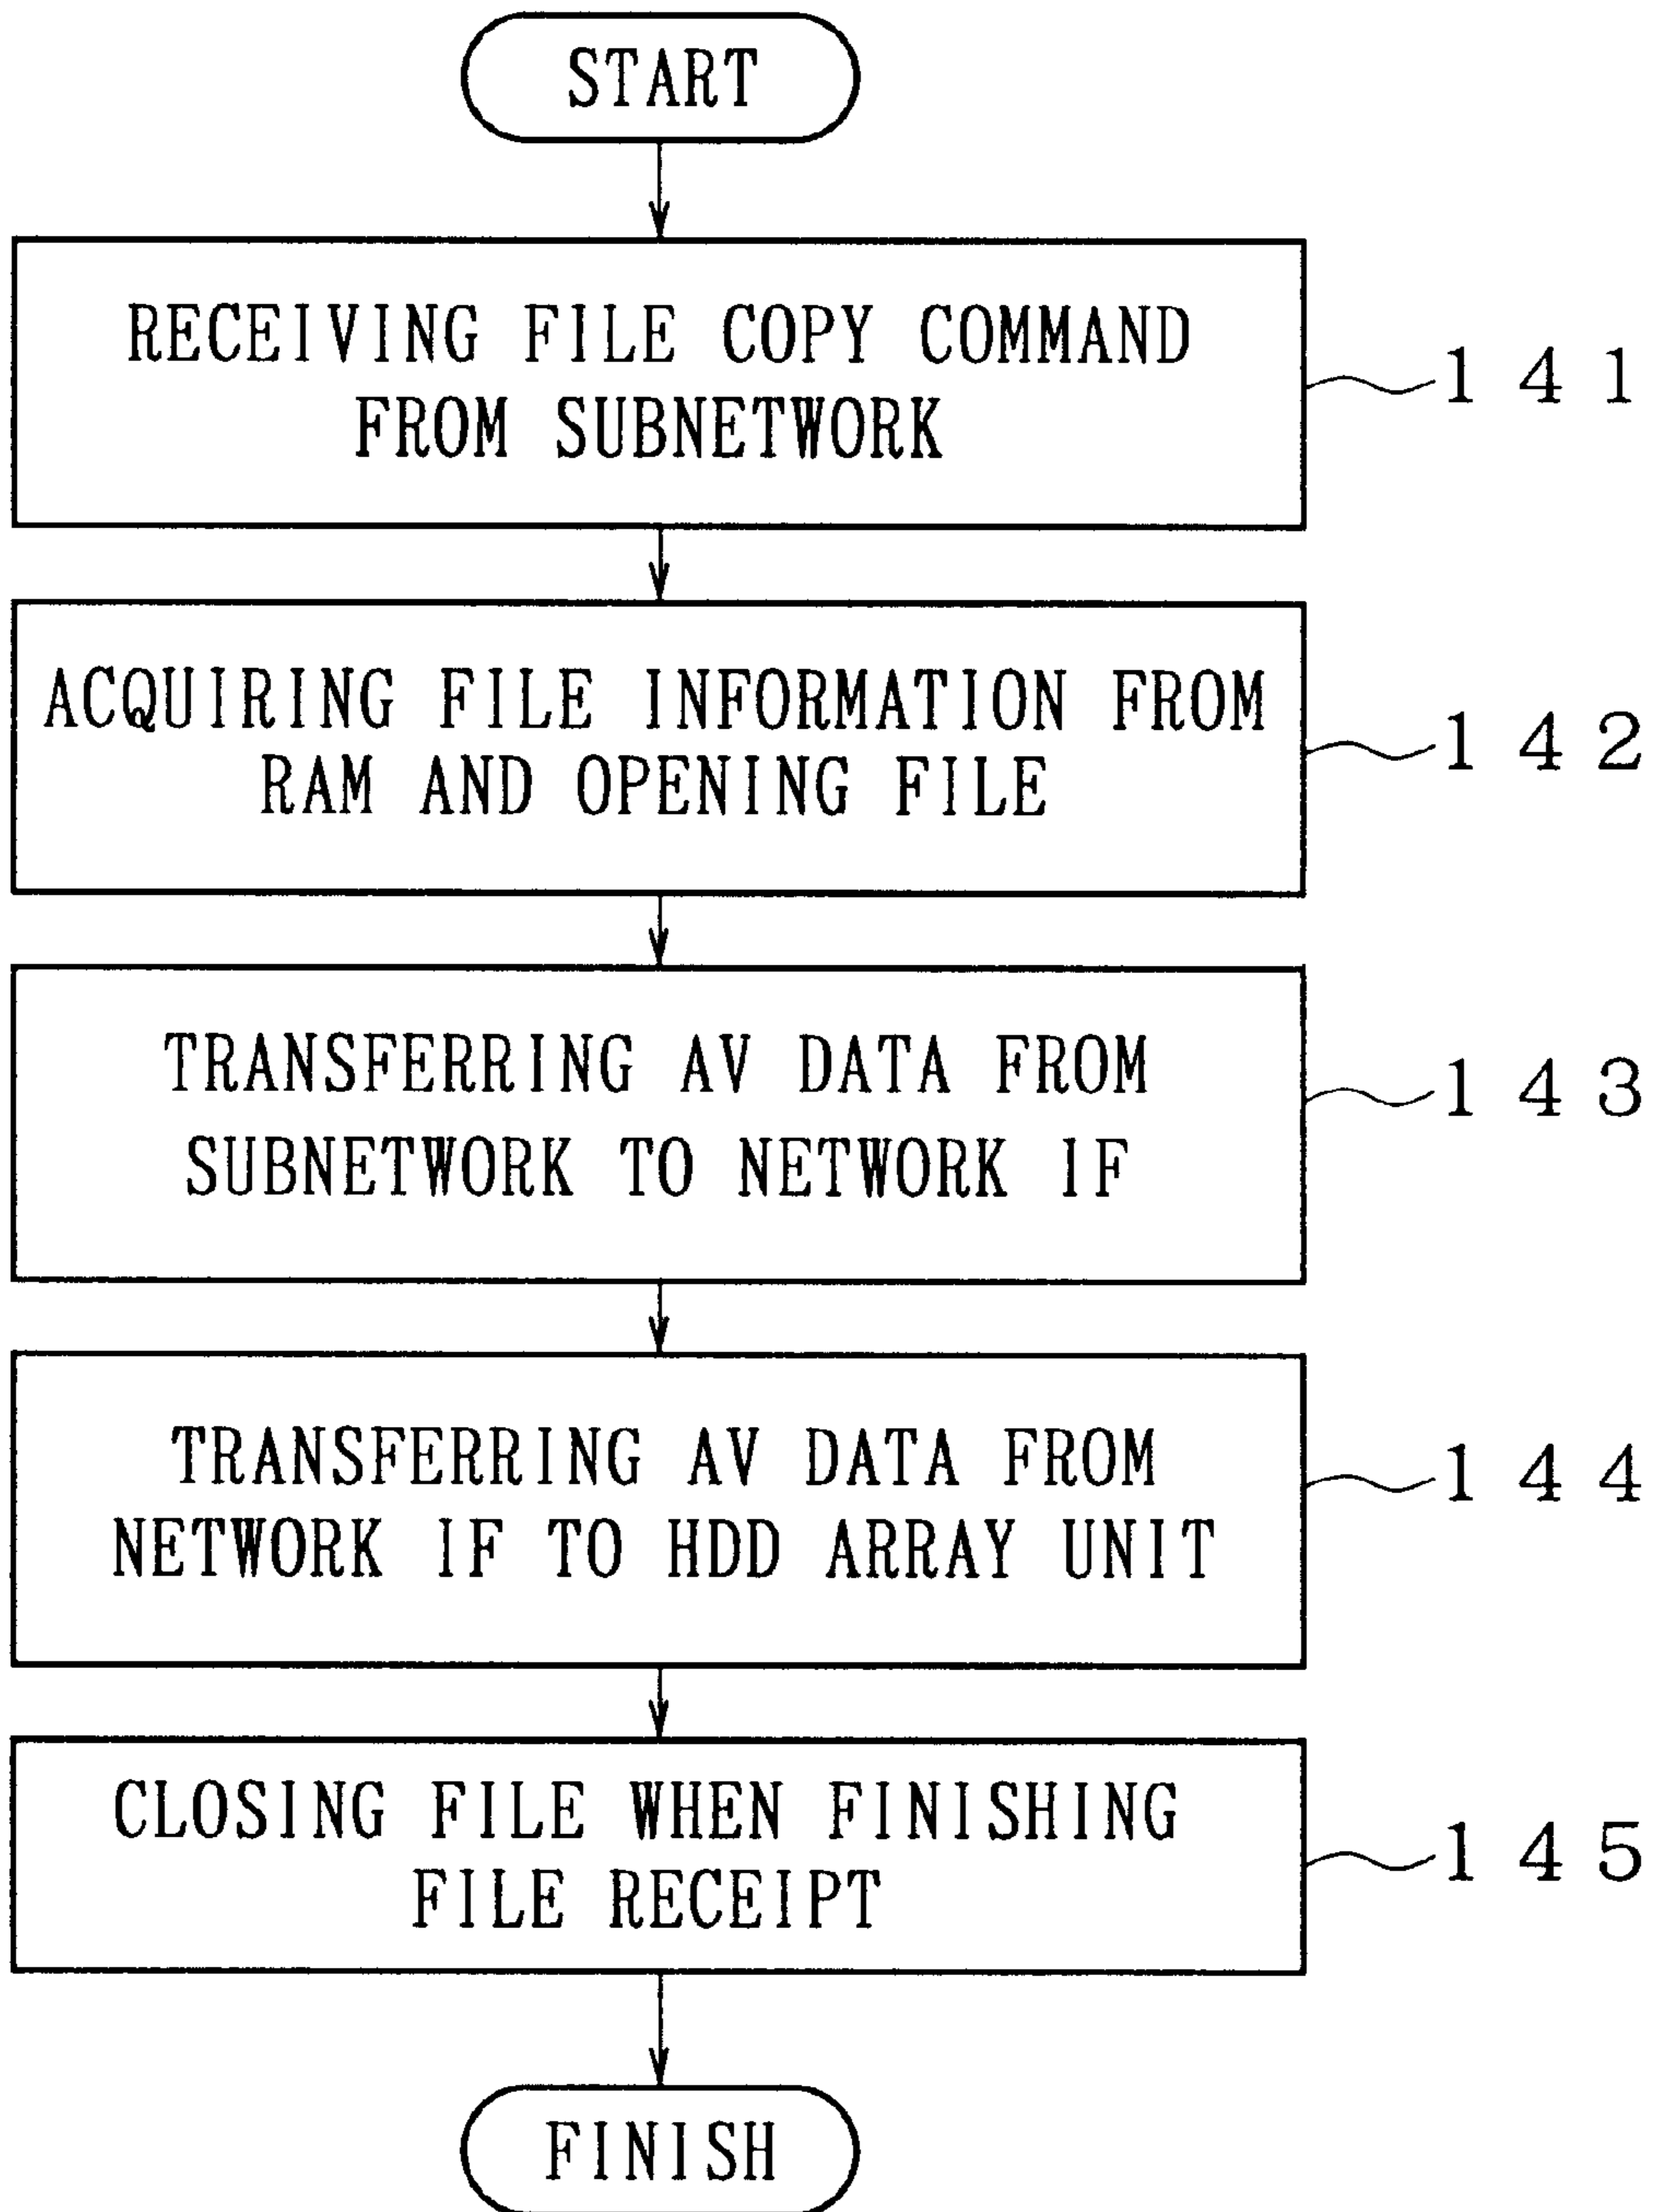 START
RECEIVING FILE COPY COMMAND
FROM SUBNETWORK
141
ACQUIRING FILE INFORMATION FROM
RAM AND OPENING FILE
142
TRANSFERRING AV DATA FROM
SUBNETWORK TO NETWORK IF
143
TRANSFERRING AV DATA FROM
NETWORK IF TO HDD ARRAY UNIT
144
CLOSING FILE WHEN FINISHING
FILE RECEIPT
145
FINISH